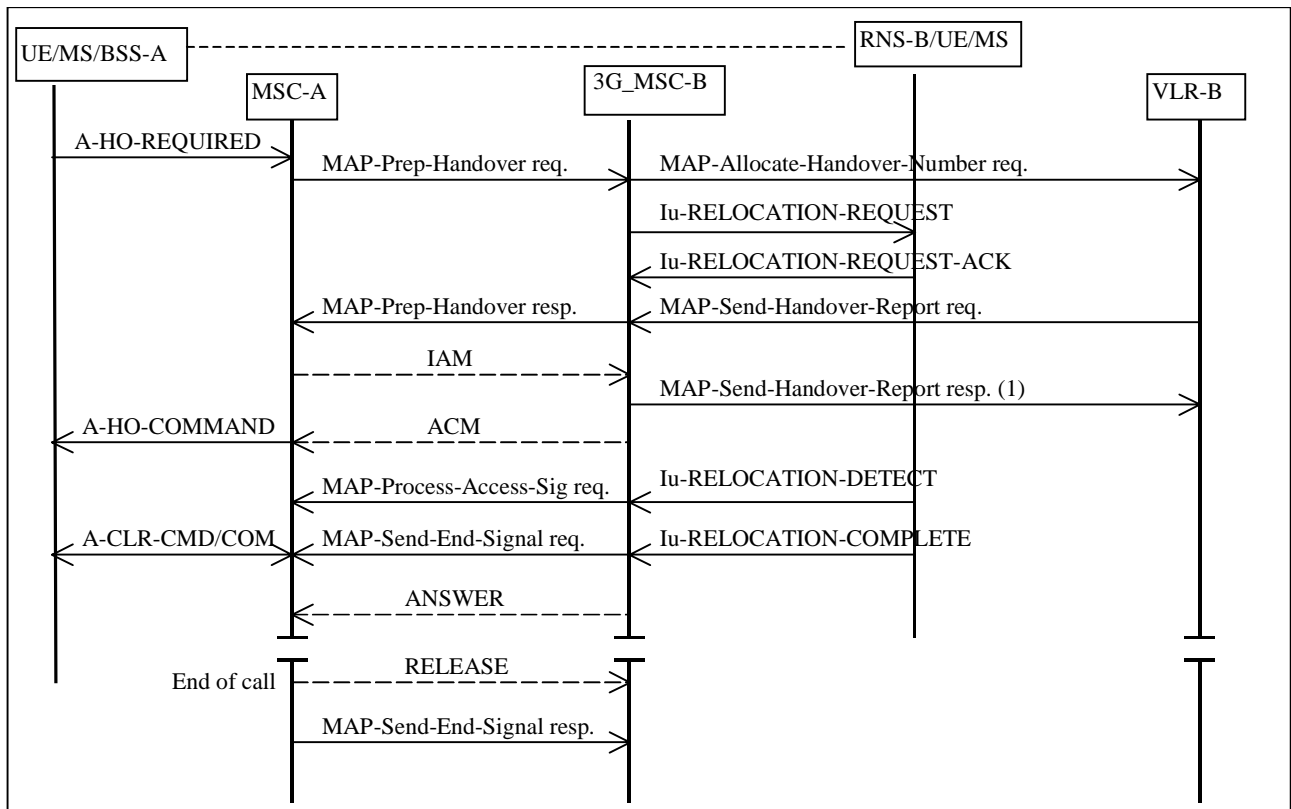 RNS-B/UE/MS
UE/MS/BSS-A
3G_MSC-B
MSC-A
VLR-B
A-HO-REQUIRED
MAP-Prep-Handover req.
MAP-Allocate-Handover-Number req.
Iu-RELOCATION-REQUEST
Iu-RELOCATION-REQUEST-ACK
MAP-Prep-Handover resp.
MAP-Send-Handover-Report req.
IAM
MAP-Send-Handover-Report resp. (1)
A-HO-COMMAND
ACM
Iu-RELOCATION-DETECT
MAP-Process-Access-Sig req.
A-CLR-CMD/COM
MAP-Send-End-Signal req.
Iu-RELOCATION-COMPLETE
ANSWER
RELEASE
End of call
MAP-Send-End-Signal resp.